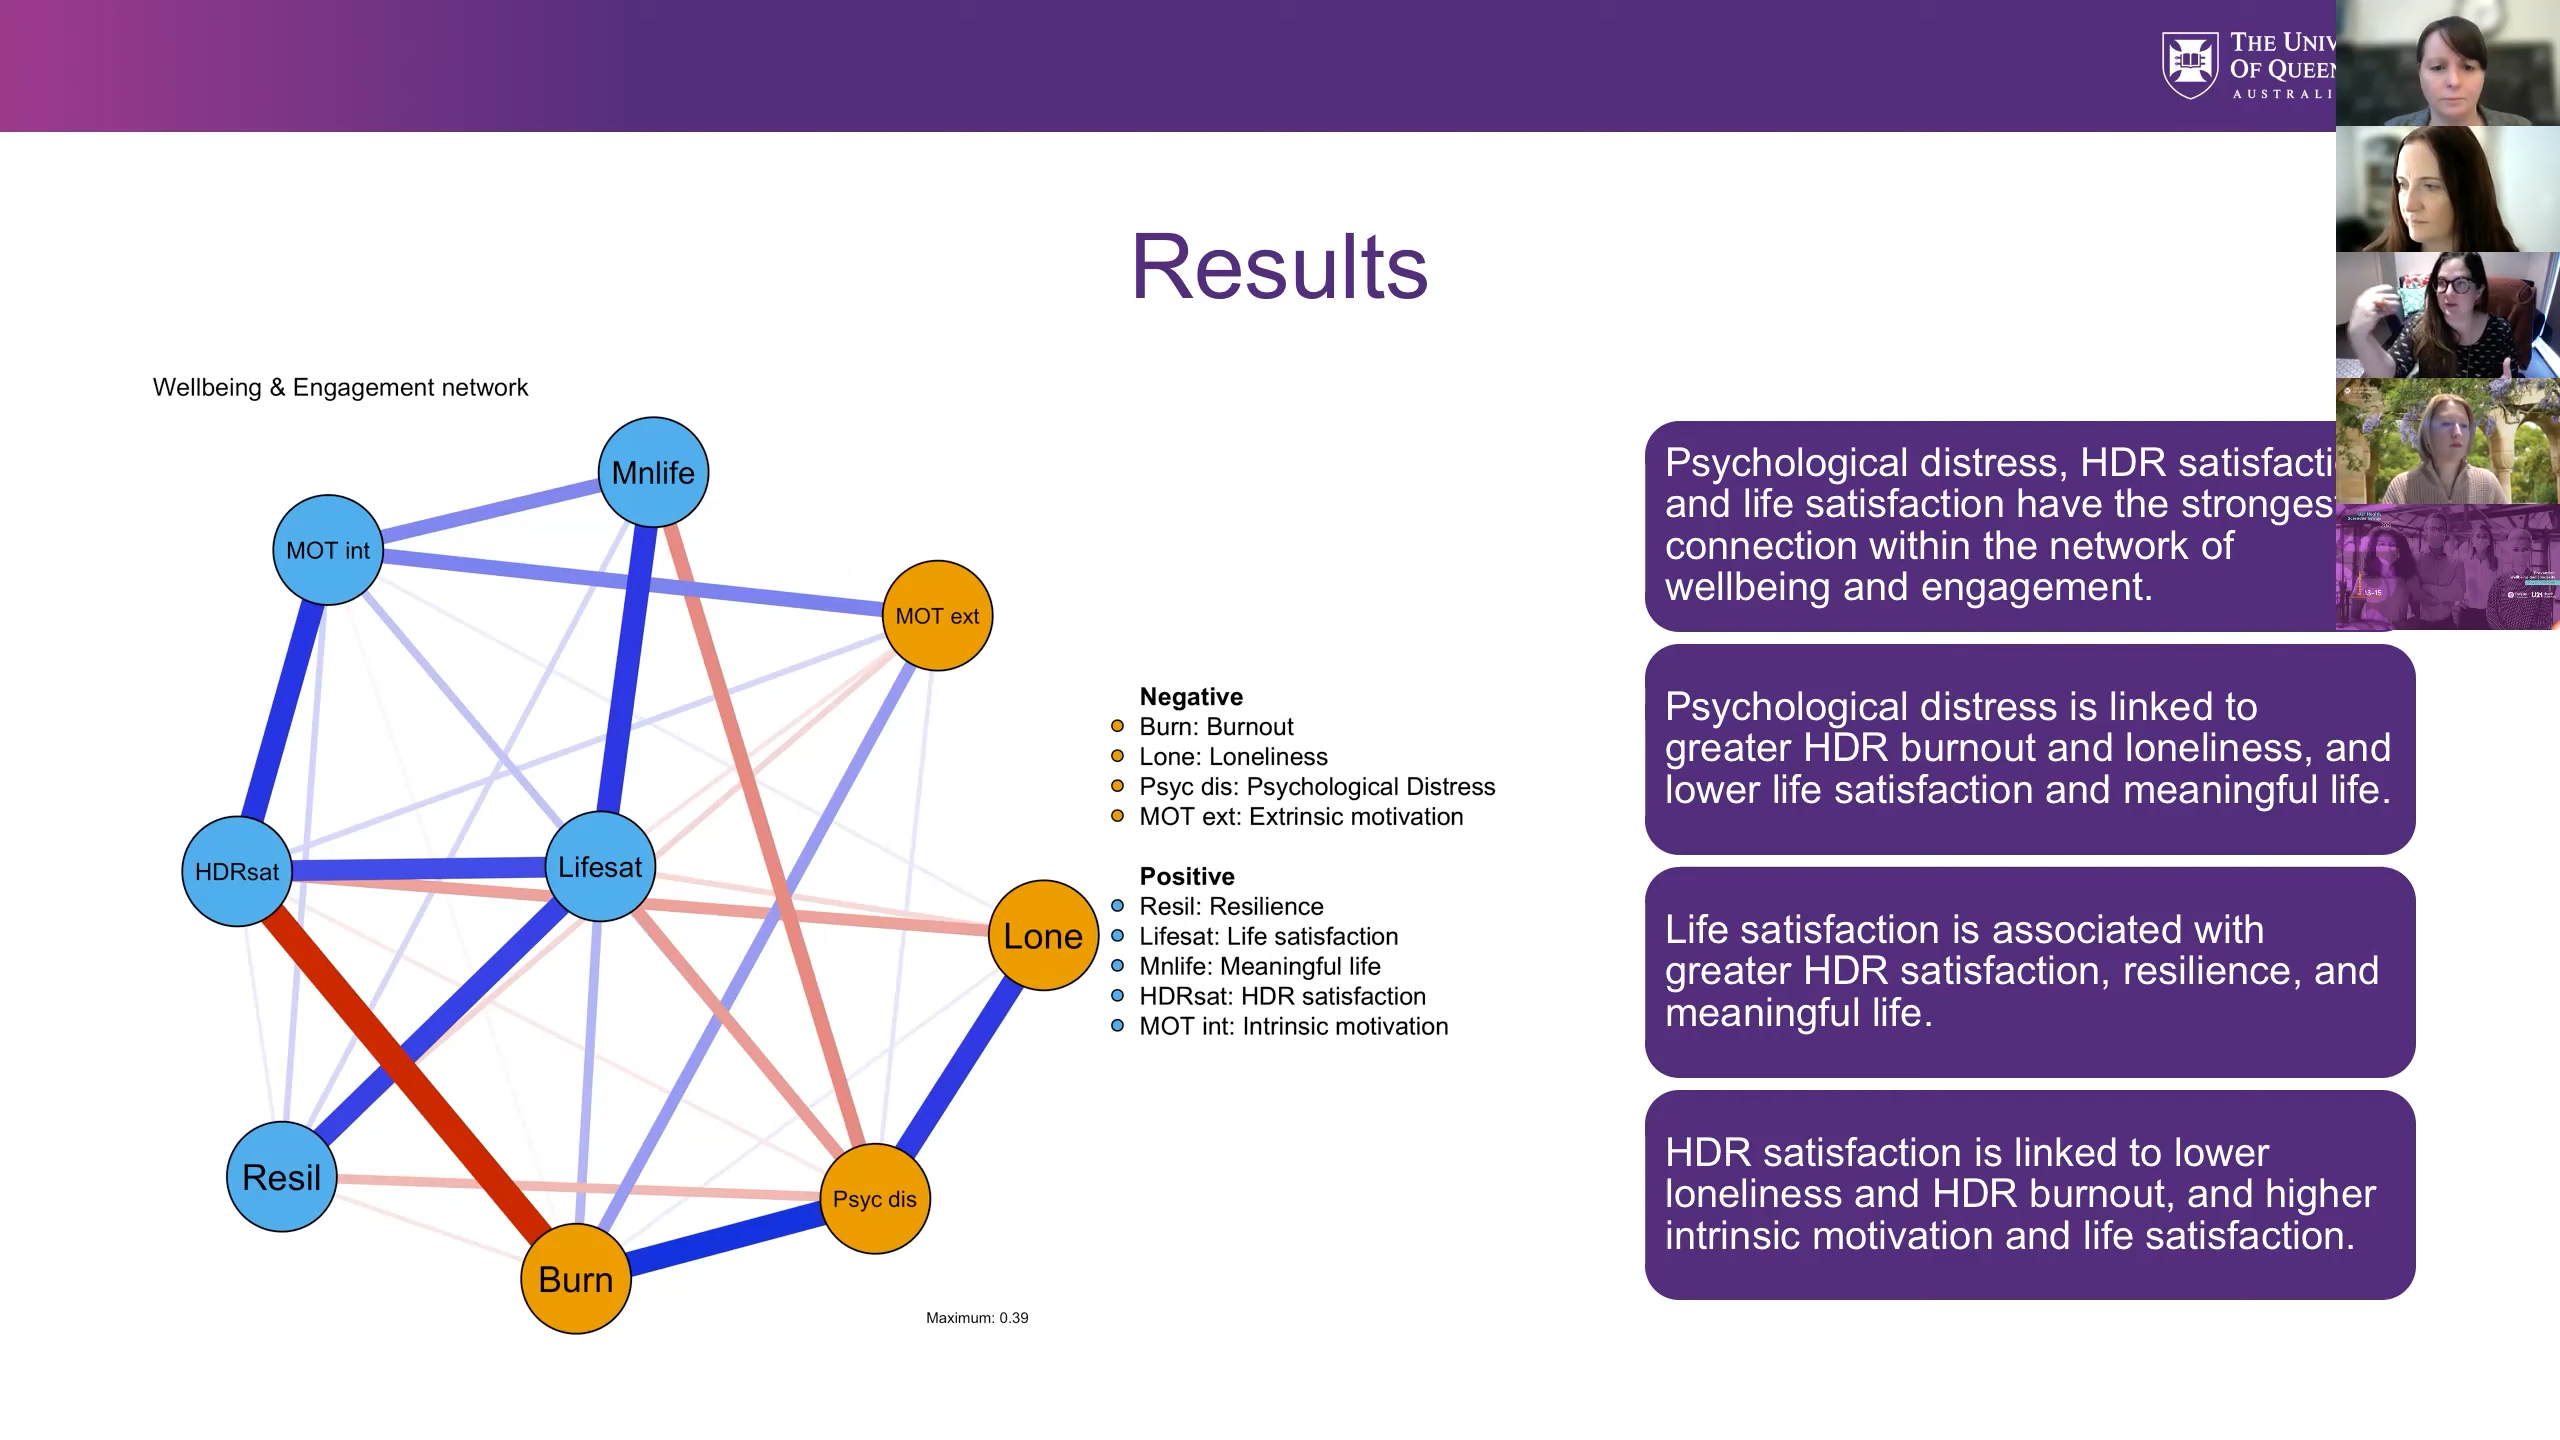 THE UNIV
OF QUEEN
AUSTRALI
Results
Wellbeing & Engagement network
Mnlife
MOT int
MOT ext
HDRsat
Lifesat
Lone
Resil
Psyc dis
Burn
Maximum: 0.39
Negative
Burn: Burnout
Lone: Loneliness
Psyc dis: Psychological Distress
MOT ext: Extrinsic motivation
Positive
Resil: Resilience
Lifesat: Life satisfaction
Mnlife: Meaningful life
HDRsat: HDR satisfaction
MOT int: Intrinsic motivation
Psychological distress, HDR satisfacti
and life satisfaction have the strongest
connection within the network of
wellbeing and engagement.
Psychological distress is linked to
greater HDR burnout and loneliness, and
lower life satisfaction and meaningful life.
Life satisfaction is associated with
greater HDR satisfaction, resilience, and
meaningful life.
HDR satisfaction is linked to lower
loneliness and HDR burnout, and higher
intrinsic motivation and life satisfaction.
13-15